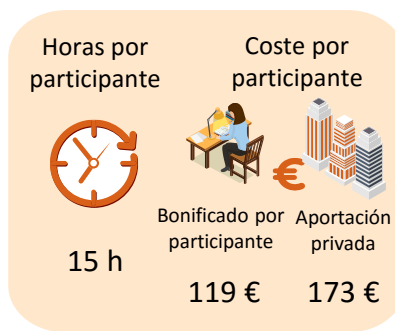 Horas por
participante
15 h
Coste por
participante
€
Bonificado por
participante
119 €
Aportación
privada
173 €